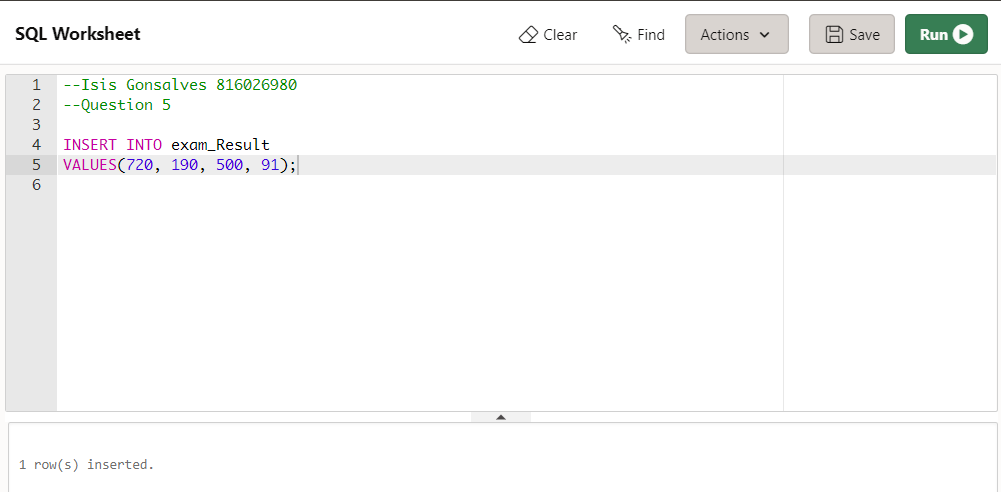 SQL Worksheet
Clear
Find
Actions
Save
Run
1 --Isis Gonsalves 816026980
2 --Question 5
3
4 INSERT INTO exam_Result
5 VALUES(720, 190, 500, 91);
6
1 row(s) inserted.